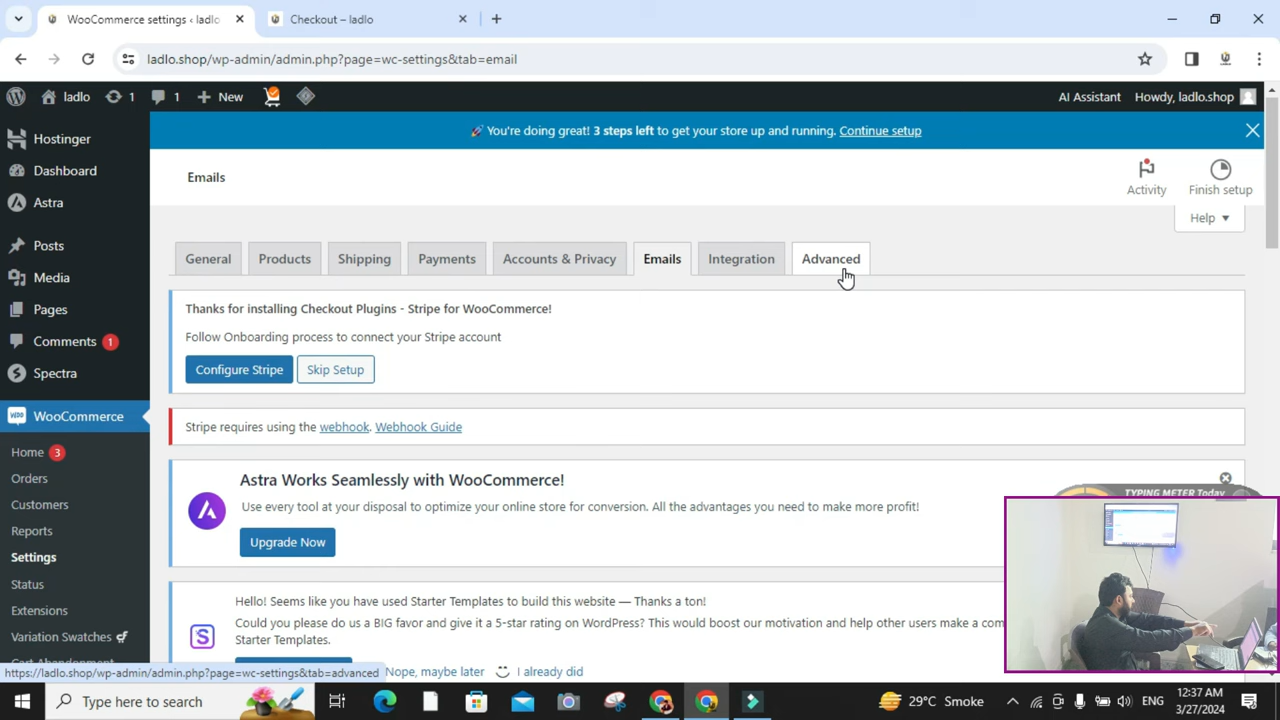 WooCommerce settings ‹ ladlo
Checkout – ladlo
ladlo.shop/wp-admin/admin.php?page=wc-settings&tab=email
ladlo 1 1 New AI Assistant Howdy, ladlo.shop
Hostinger
Dashboard
Astra
Posts
Media
Pages
Comments 1
Spectra
WooCommerce
Home 3
Orders
Customers
Reports
Settings
Status
Extensions
Variation Swatches
Cart Abandonment
🚀 You're doing great! 3 steps left to get your store up and running. Continue setup
Emails
Activity
Finish setup
Help
General Products Shipping Payments Accounts & Privacy Emails Integration Advanced
Thanks for installing Checkout Plugins - Stripe for WooCommerce!
Follow Onboarding process to connect your Stripe account
Configure Stripe Skip Setup
Stripe requires using the webhook. Webhook Guide
Astra Works Seamlessly with WooCommerce!
Use every tool at your disposal to optimize your online store for conversion. All the advantages you need to make more profit!
Upgrade Now
TYPING METER Today
Hello! Seems like you have used Starter Templates to build this website — Thanks a ton!
Could you please do us a BIG favor and give it a 5-star rating on WordPress? This would boost our motivation and help other users make a
Starter Templates.
Nope, maybe later I already did
https://ladlo.shop/wp-admin/admin.php?page=wc-settings&tab=advanced
Type here to search
29°C Smoke
ENG
12:37 AM
3/27/2024